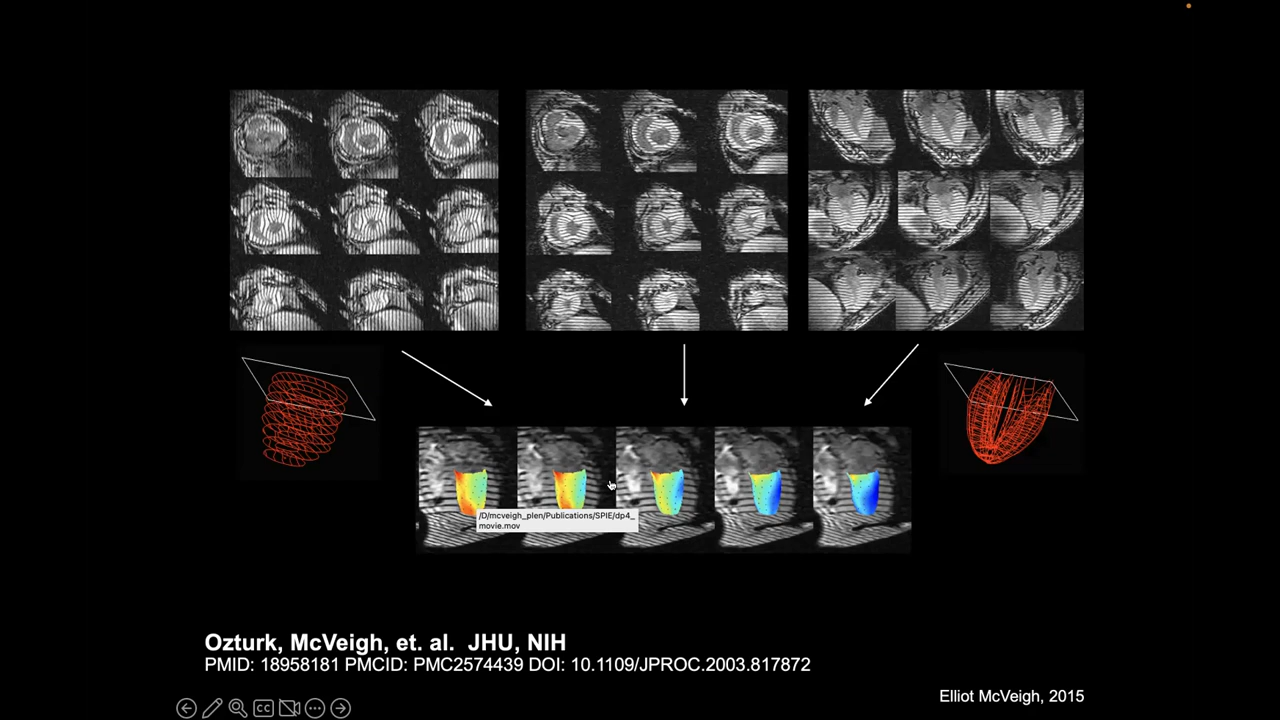 /D/mcveigh_plen/Publications/SPIE/dp4_
movie.mov
Ozturk, McVeigh, et. al.  JHU, NIH
PMID: 18958181 PMCID: PMC2574439 DOI: 10.1109/JPROC.2003.817872
Elliot McVeigh, 2015
CC